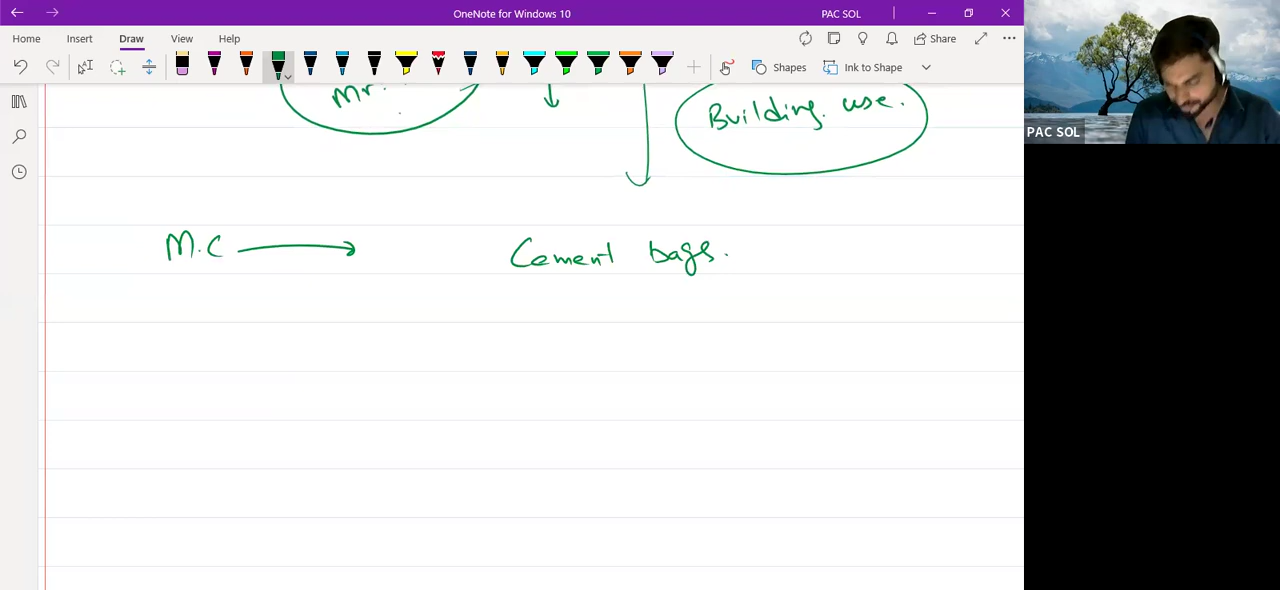 OneNote for Windows 10
PAC SOL
Home Insert Draw View Help
Share
Shapes
Ink to Shape
Mr.
Building use.
PAC SOL
M.C
Cement bags.